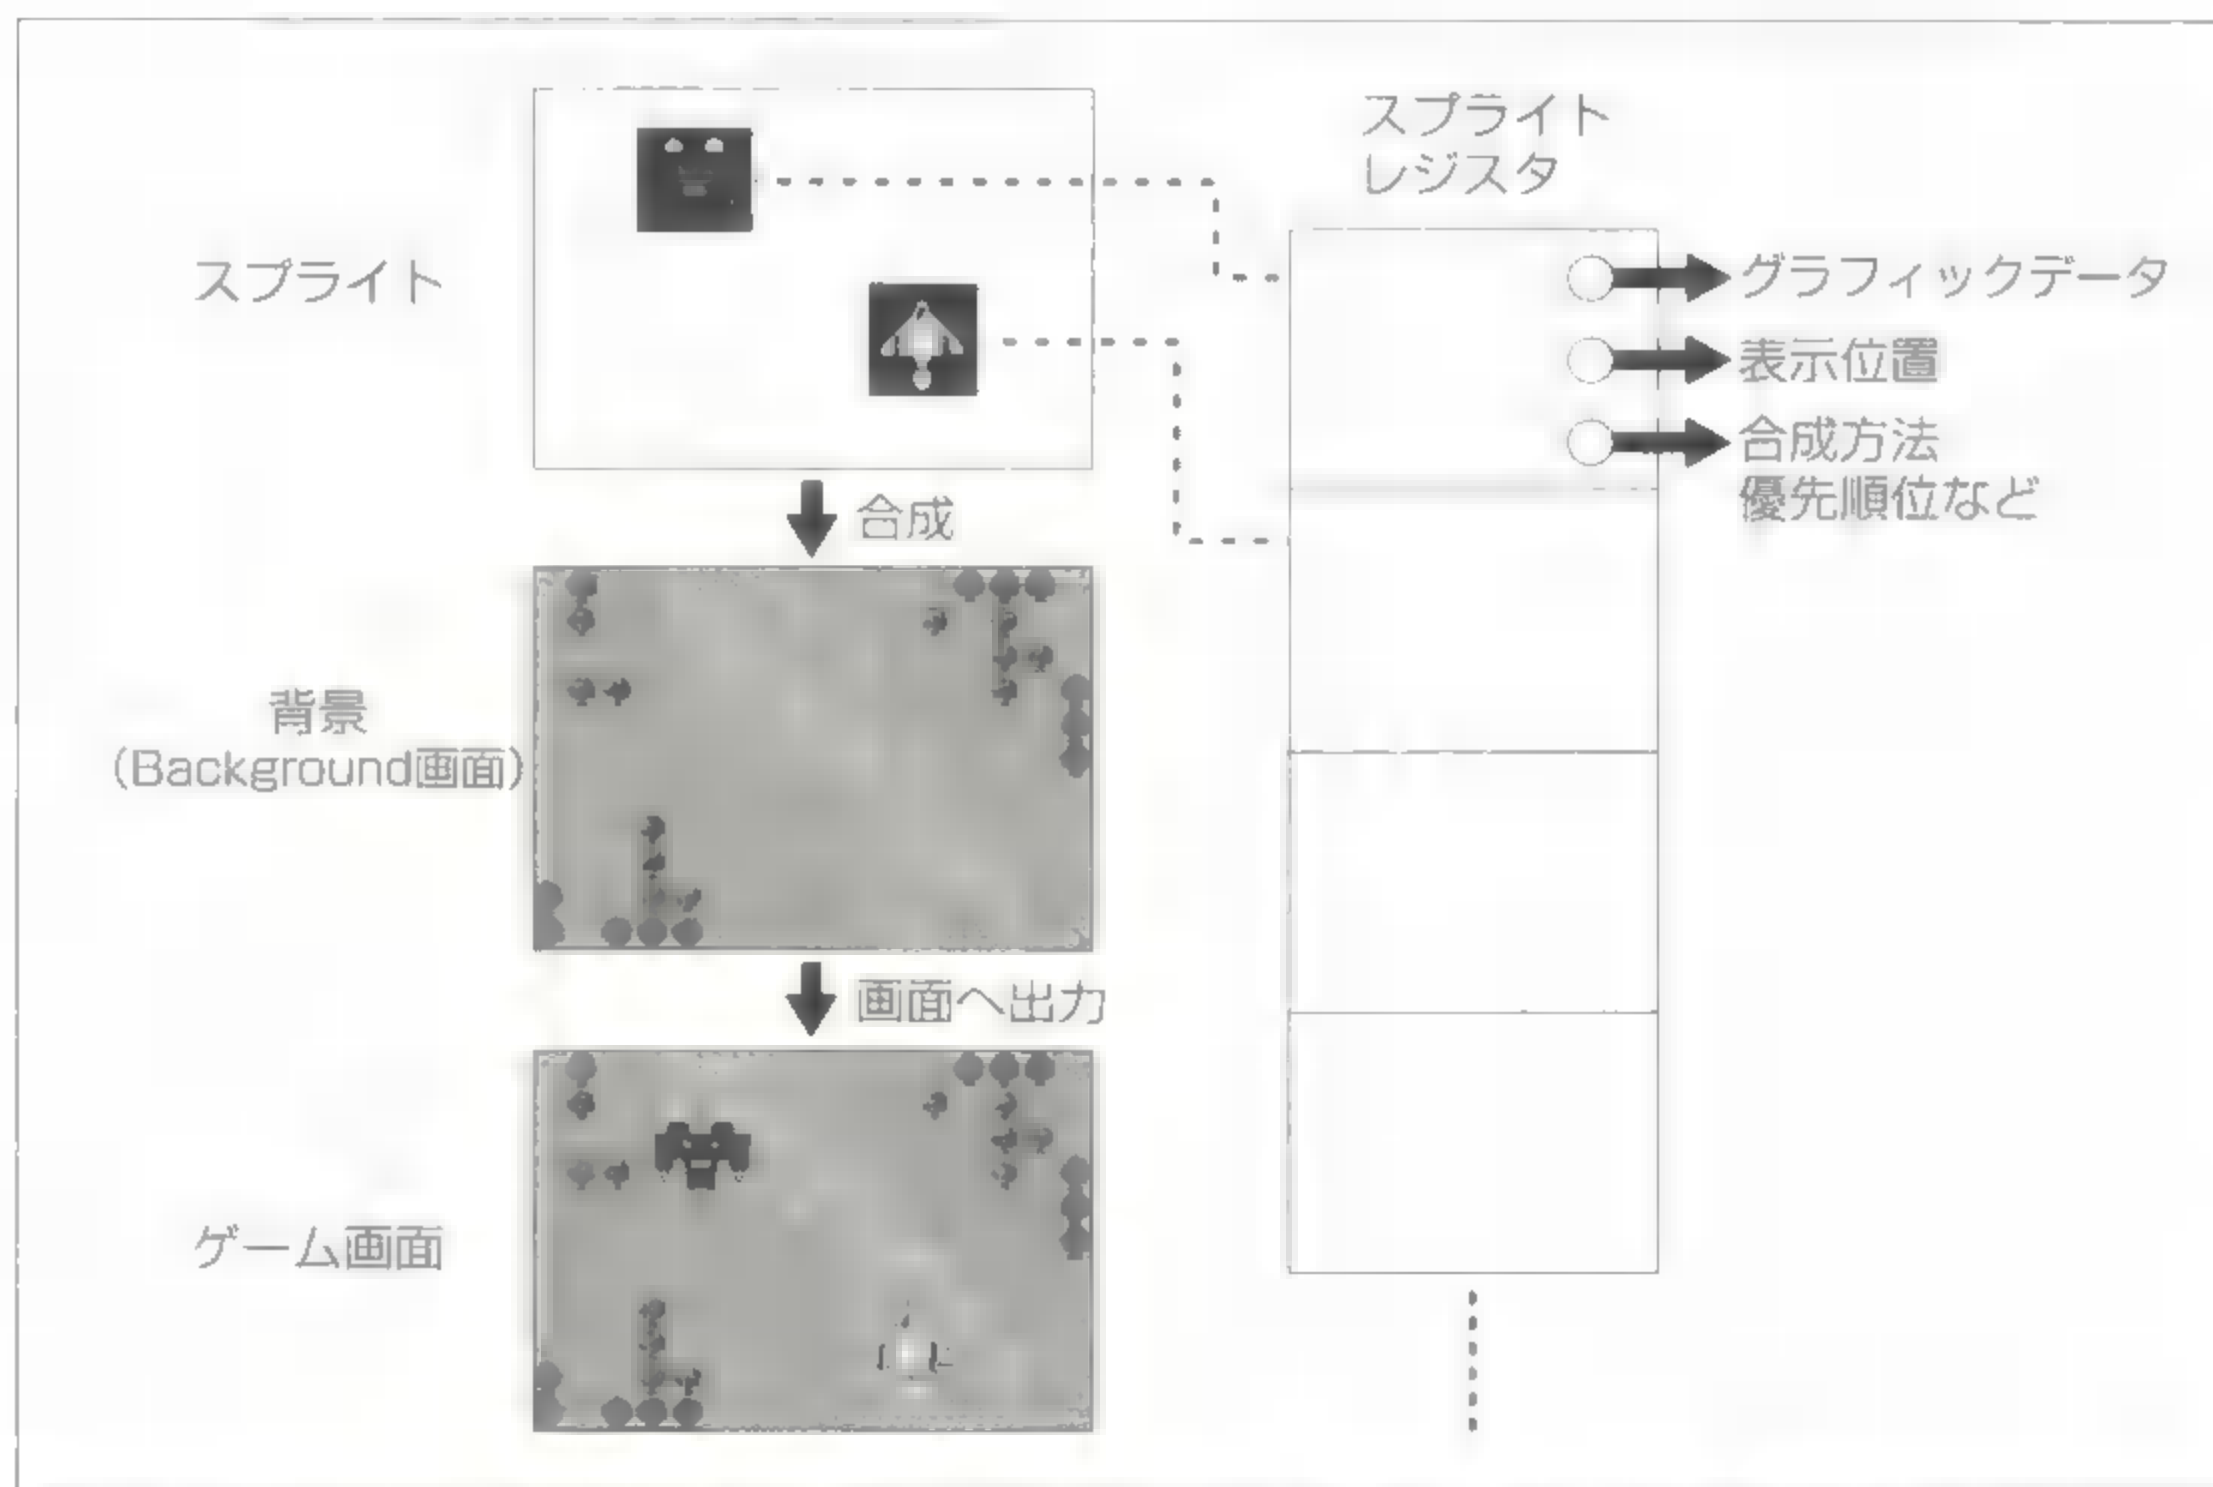 スプライト
スプライト
レジスタ
グラフィックデータ
表示位置
合成方法
優先順位など
合成
背景
(Background画面)
画面へ出力
ゲーム画面